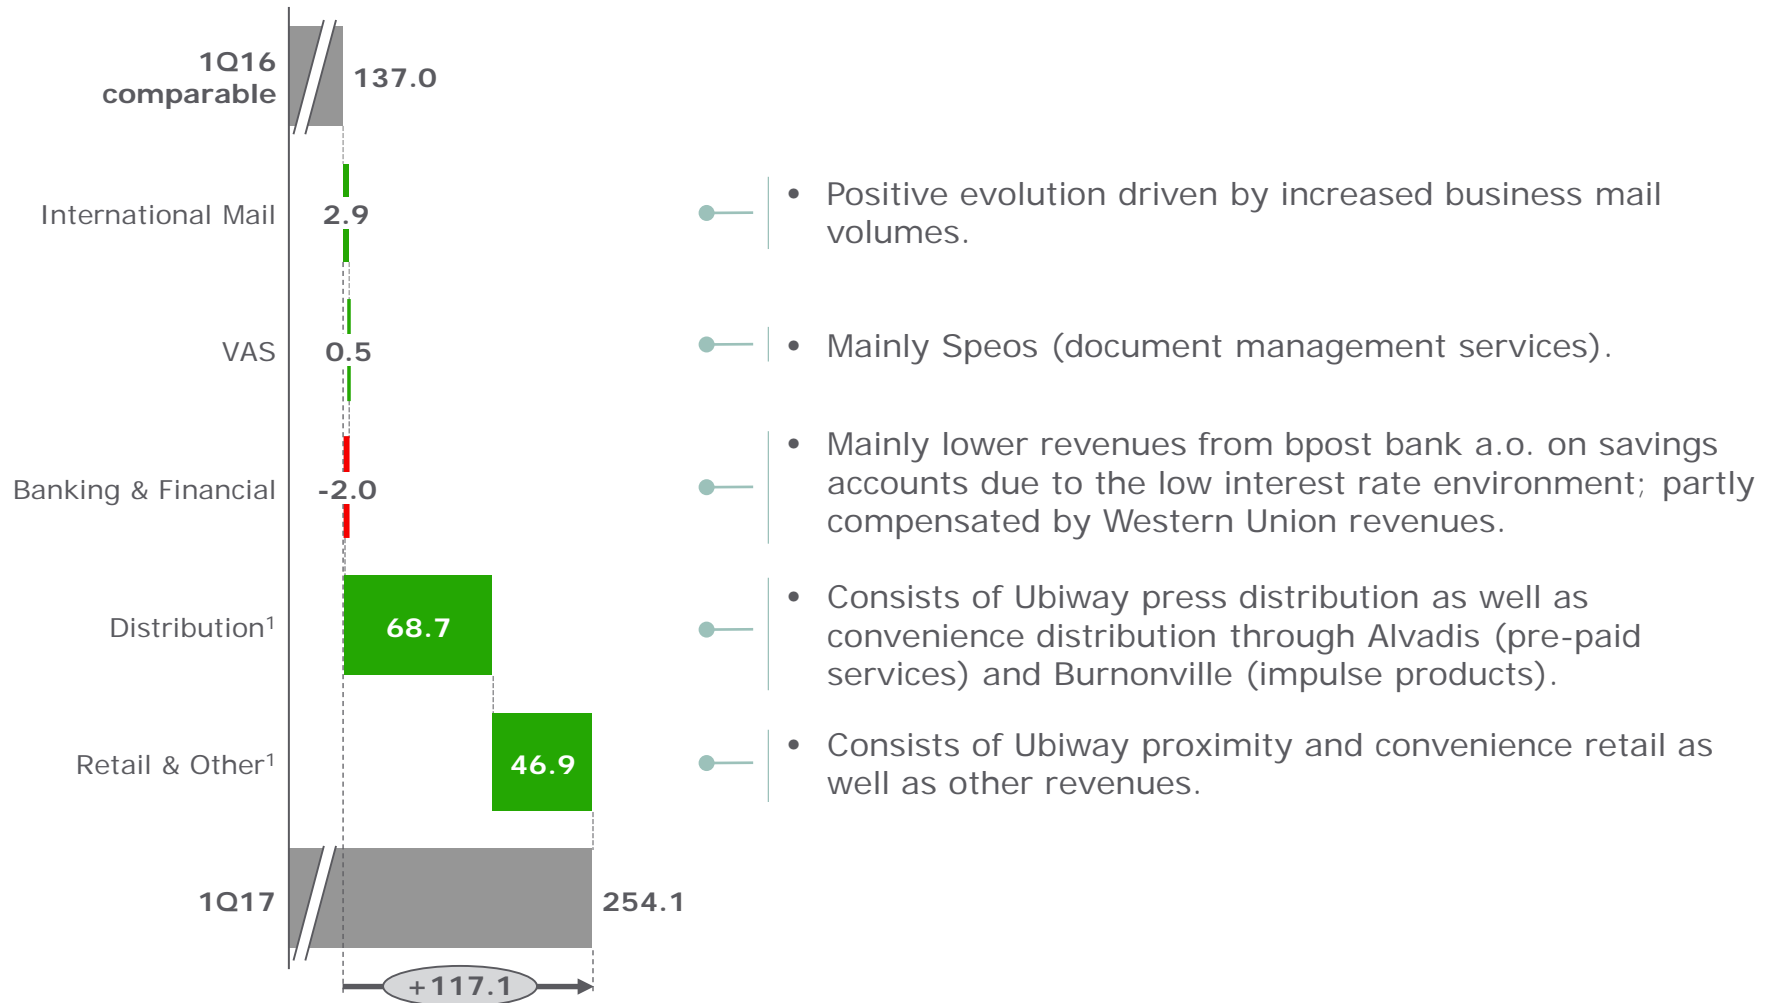 1Q16
comparable
137.0
International Mail
2.9
• Positive evolution driven by increased business mail
volumes.
VAS
0.5
• Mainly Speos (document management services).
Banking & Financial
-2.0
• Mainly lower revenues from bpost bank a.o. on savings
accounts due to the low interest rate environment; partly
compensated by Western Union revenues.
Distribution¹
68.7
• Consists of Ubiway press distribution as well as
convenience distribution through Alvadis (pre-paid
services) and Burnonville (impulse products).
Retail & Other¹
46.9
• Consists of Ubiway proximity and convenience retail as
well as other revenues.
1Q17
254.1
+117.1